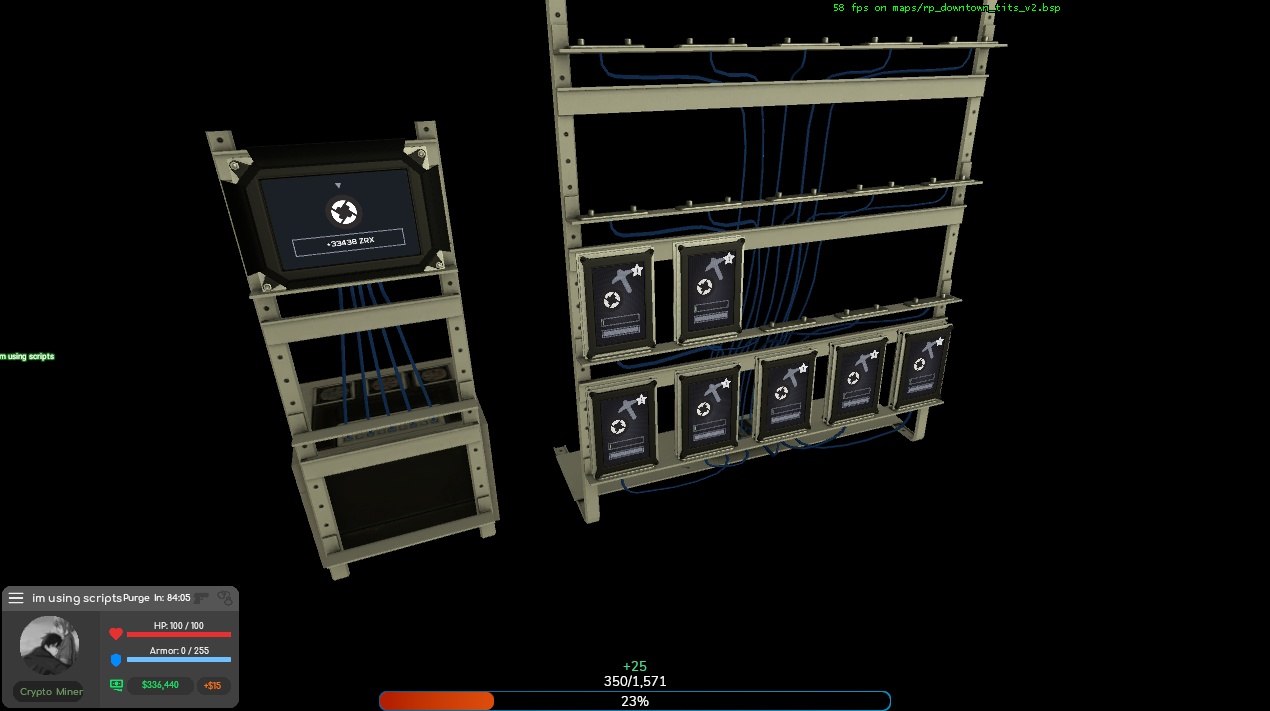 58 fps on maps/rp_downtown_tits_v2.bsp
+33438 ZRX
m using scripts
im using scripts Purge In: 84:05
HP: 100 / 100
Armor: 0 / 255
Crypto Miner
$336,440
+$15
+25
350/1,571
23%